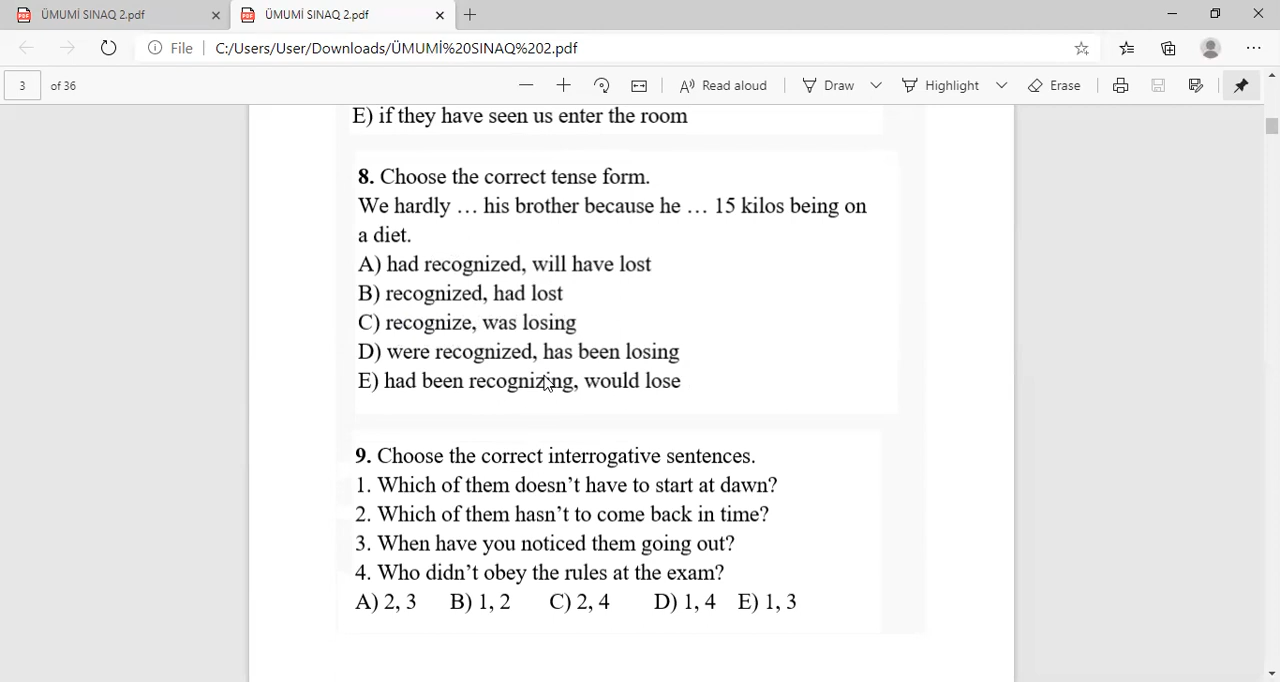 ÜMUMİ SINAQ 2.pdf
ÜMUMİ SINAQ 2.pdf
File
C:/Users/User/Downloads/ÜMUMİ%20SINAQ%202.pdf
3 of 36
Read aloud
Draw
Highlight
Erase
E) if they have seen us enter the room
8. Choose the correct tense form.
We hardly … his brother because he … 15 kilos being on
a diet.
A) had recognized, will have lost
B) recognized, had lost
C) recognize, was losing
D) were recognized, has been losing
E) had been recognizing, would lose
9. Choose the correct interrogative sentences.
1. Which of them doesn’t have to start at dawn?
2. Which of them hasn’t to come back in time?
3. When have you noticed them going out?
4. Who didn’t obey the rules at the exam?
A) 2, 3 B) 1, 2 C) 2, 4 D) 1, 4 E) 1, 3